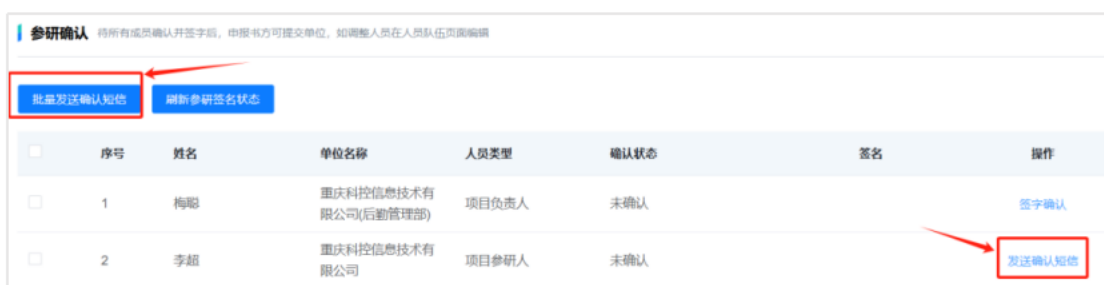 参研确认 待所有成员确认并签字后，申报书方可提交单位，如调整人员在人员队伍页面编辑
批量发送确认短信 刷新参研签名状态
序号 姓名 单位名称 人员类型 确认状态 签名 操作
1 梅聪 重庆科控信息技术有 项目负责人 未确认 签字确认
限公司(后勤管理部)
2 李超 重庆科控信息技术有 项目参研人 未确认 发送确认短信
限公司